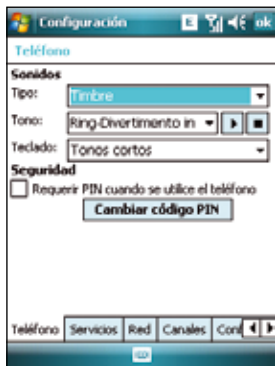 Configuración E ok
Teléfono
Sonidos
Tipo: Timbre
Tono: Ring-Divertimento in
Teclado: Tonos cortos
Seguridad
Requerir PIN cuando se utilice el teléfono
Cambiar código PIN
Teléfono Servicios Red Canales Conf